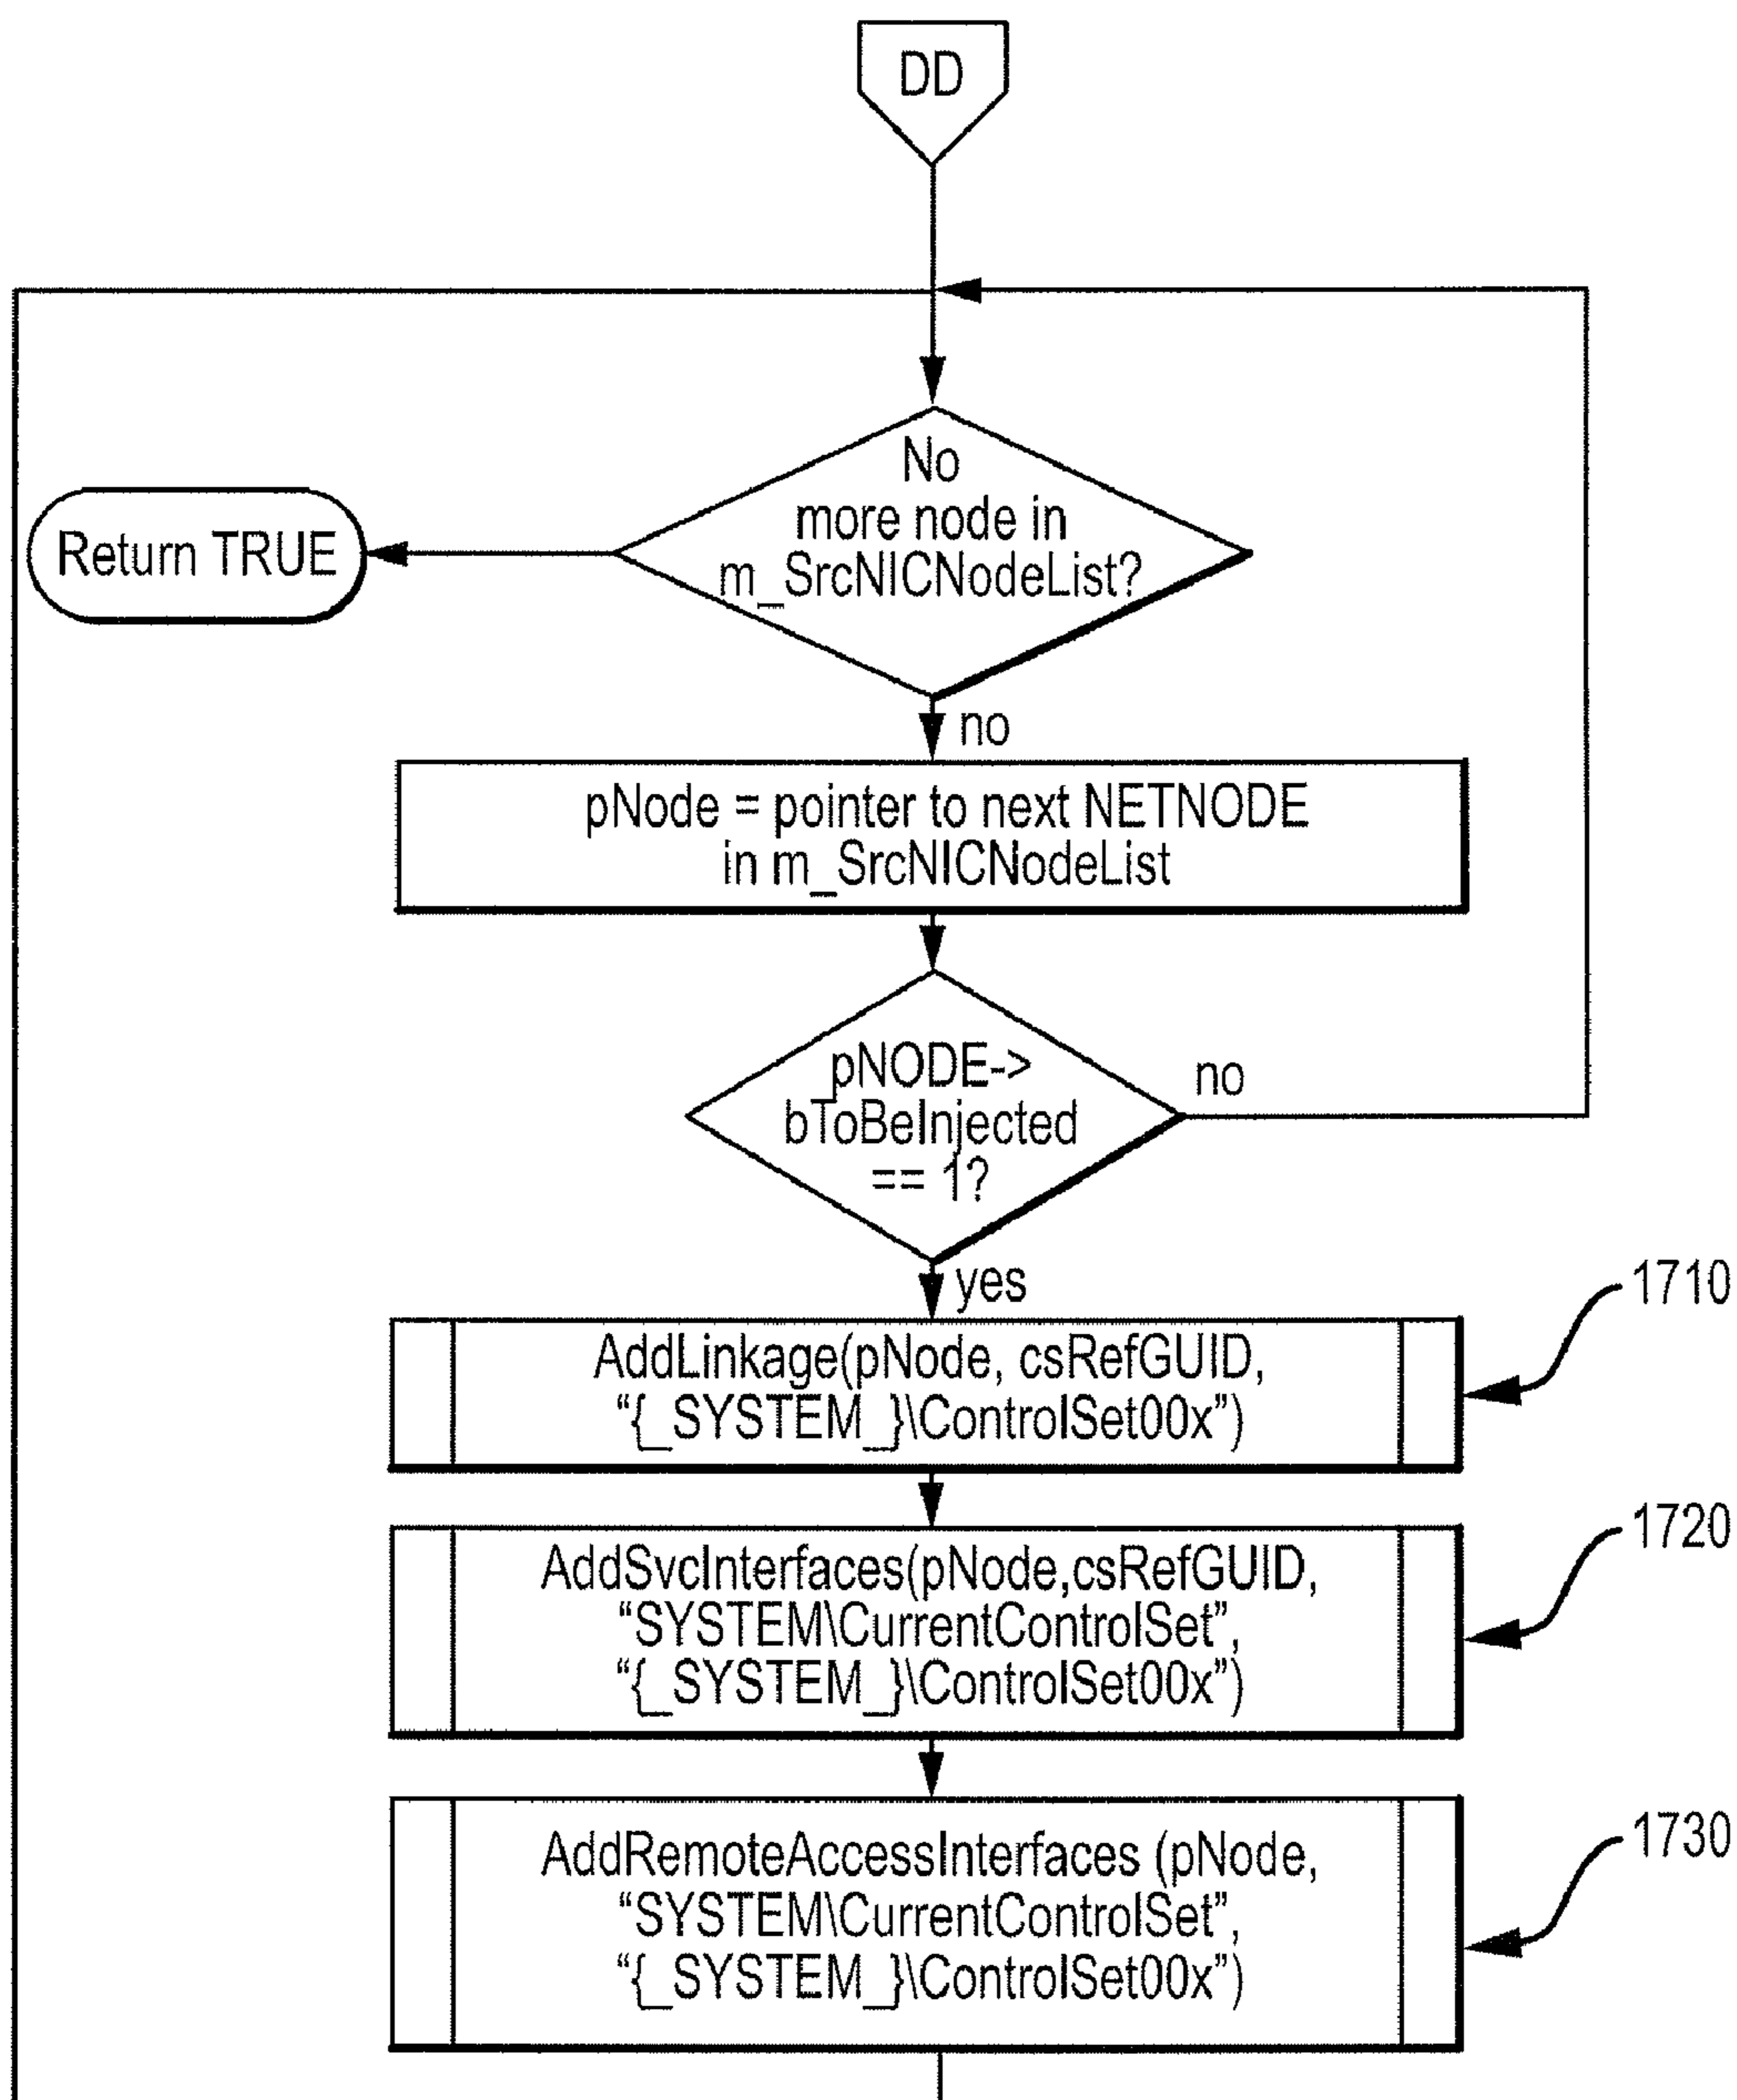 DD
No
more node in
m_SrcNICNodeList?
Return TRUE
no
pNode = pointer to next NETNODE
in m_SrcNICNodeList
pNODE->
bToBeInjected
== 1?
no
yes
1710
AddLinkage(pNode, csRefGUID,
“{_SYSTEM_}\ControlSet00x”)
1720
AddSvcInterfaces(pNode,csRefGUID,
“SYSTEM\CurrentControlSet”,
“{_SYSTEM_}\ControlSet00x”)
1730
AddRemoteAccessInterfaces (pNode,
“SYSTEM\CurrentControlSet”,
“{_SYSTEM_}\ControlSet00x”)